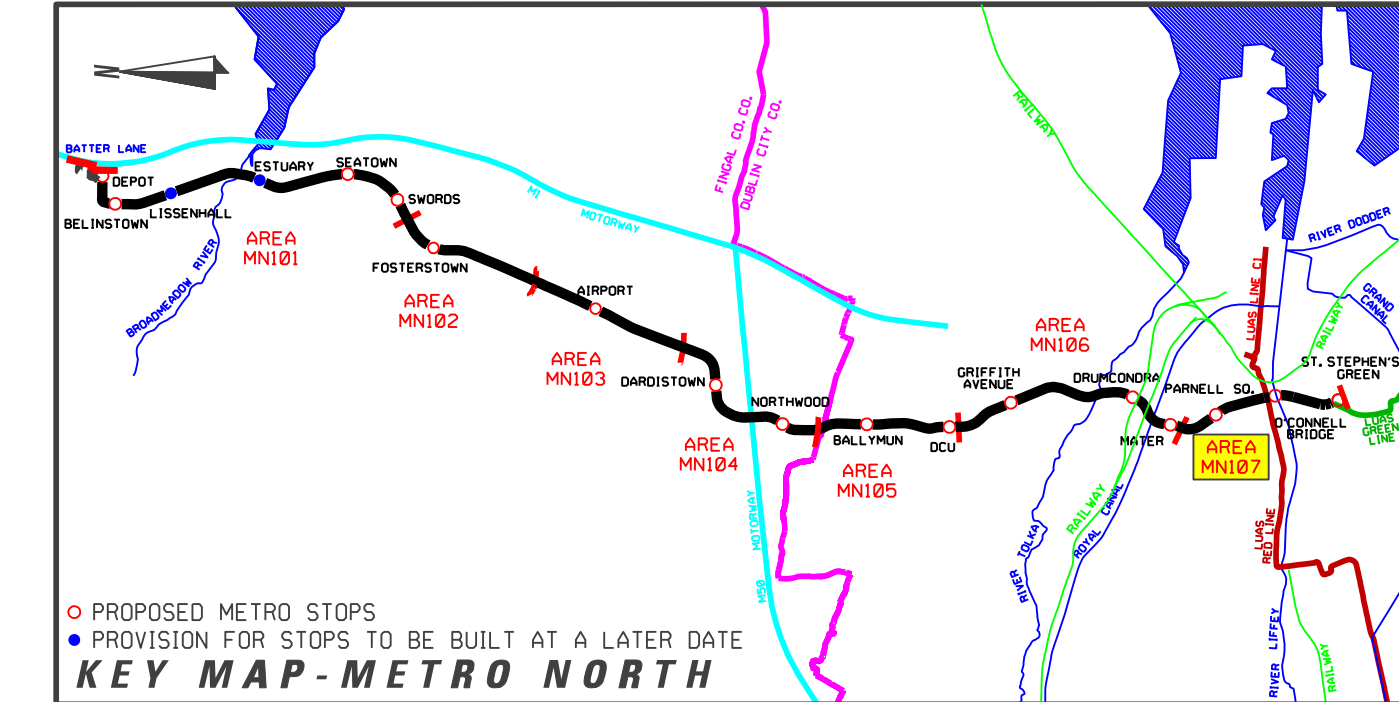 N
BATTER LANE
DEPOT
BELINSTOWN
LISSENHALL
ESTUARY
SEATOWN
SWORDS
FOSTERSTOWN
BROADMEADOW RIVER
AREA
MN101
AREA
MN102
M1
MOTORWAY
AIRPORT
AREA
MN103
DARDISTOWN
FINGAL CO. CO.
DUBLIN CITY CO.
NORTHWOOD
AREA
MN104
MOTORWAY
M50
BALLYMUN
AREA
MN105
DCU
GRIFFITH
AVENUE
AREA
MN106
RAILWAY
DRUMCONDRA
MATER
PARNELL SQ.
AREA
MN107
RIVER TOLKA
RAILWAY
ROYAL CANAL
LUAS LINE C1
RIVER DODDER
GRAND
CANAL
RAILWAY
ST. STEPHEN'S
GREEN
O'CONNELL
BRIDGE
LUAS
GREEN
LINE
LUAS
RED LINE
RIVER LIFFEY
RAILWAY
PROPOSED METRO STOPS
PROVISION FOR STOPS TO BE BUILT AT A LATER DATE
KEY MAP-METRO NORTH